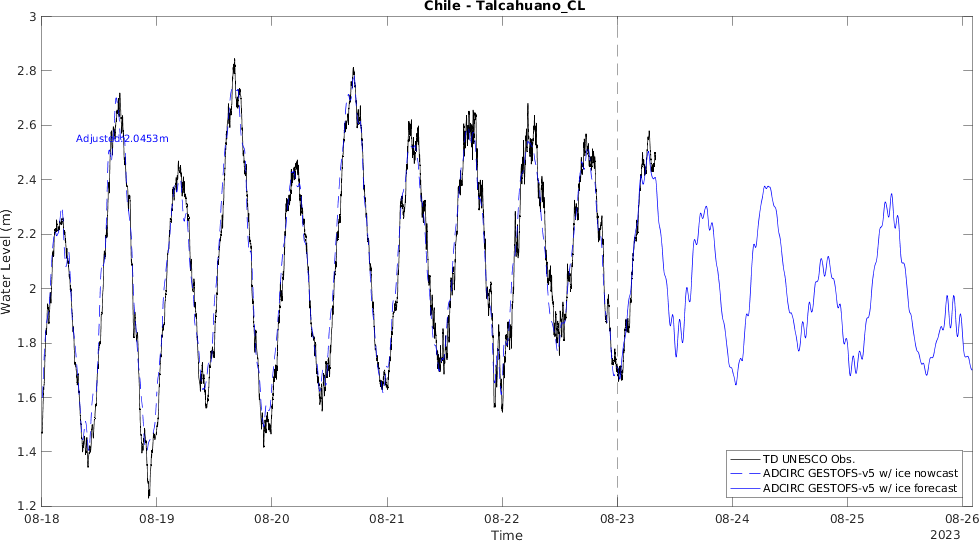 Chile - Talcahuano_CL
3
2.8
2.6
2.4
2.2
2
1.8
1.6
1.4
1.2
Water Level (m)
Adjusted:2.0453m
TD UNESCO Obs.
ADCIRC GESTOFS-v5 w/ ice nowcast
ADCIRC GESTOFS-v5 w/ ice forecast
08-18 08-19 08-20 08-21 08-22 08-23 08-24 08-25 08-26
Time
2023